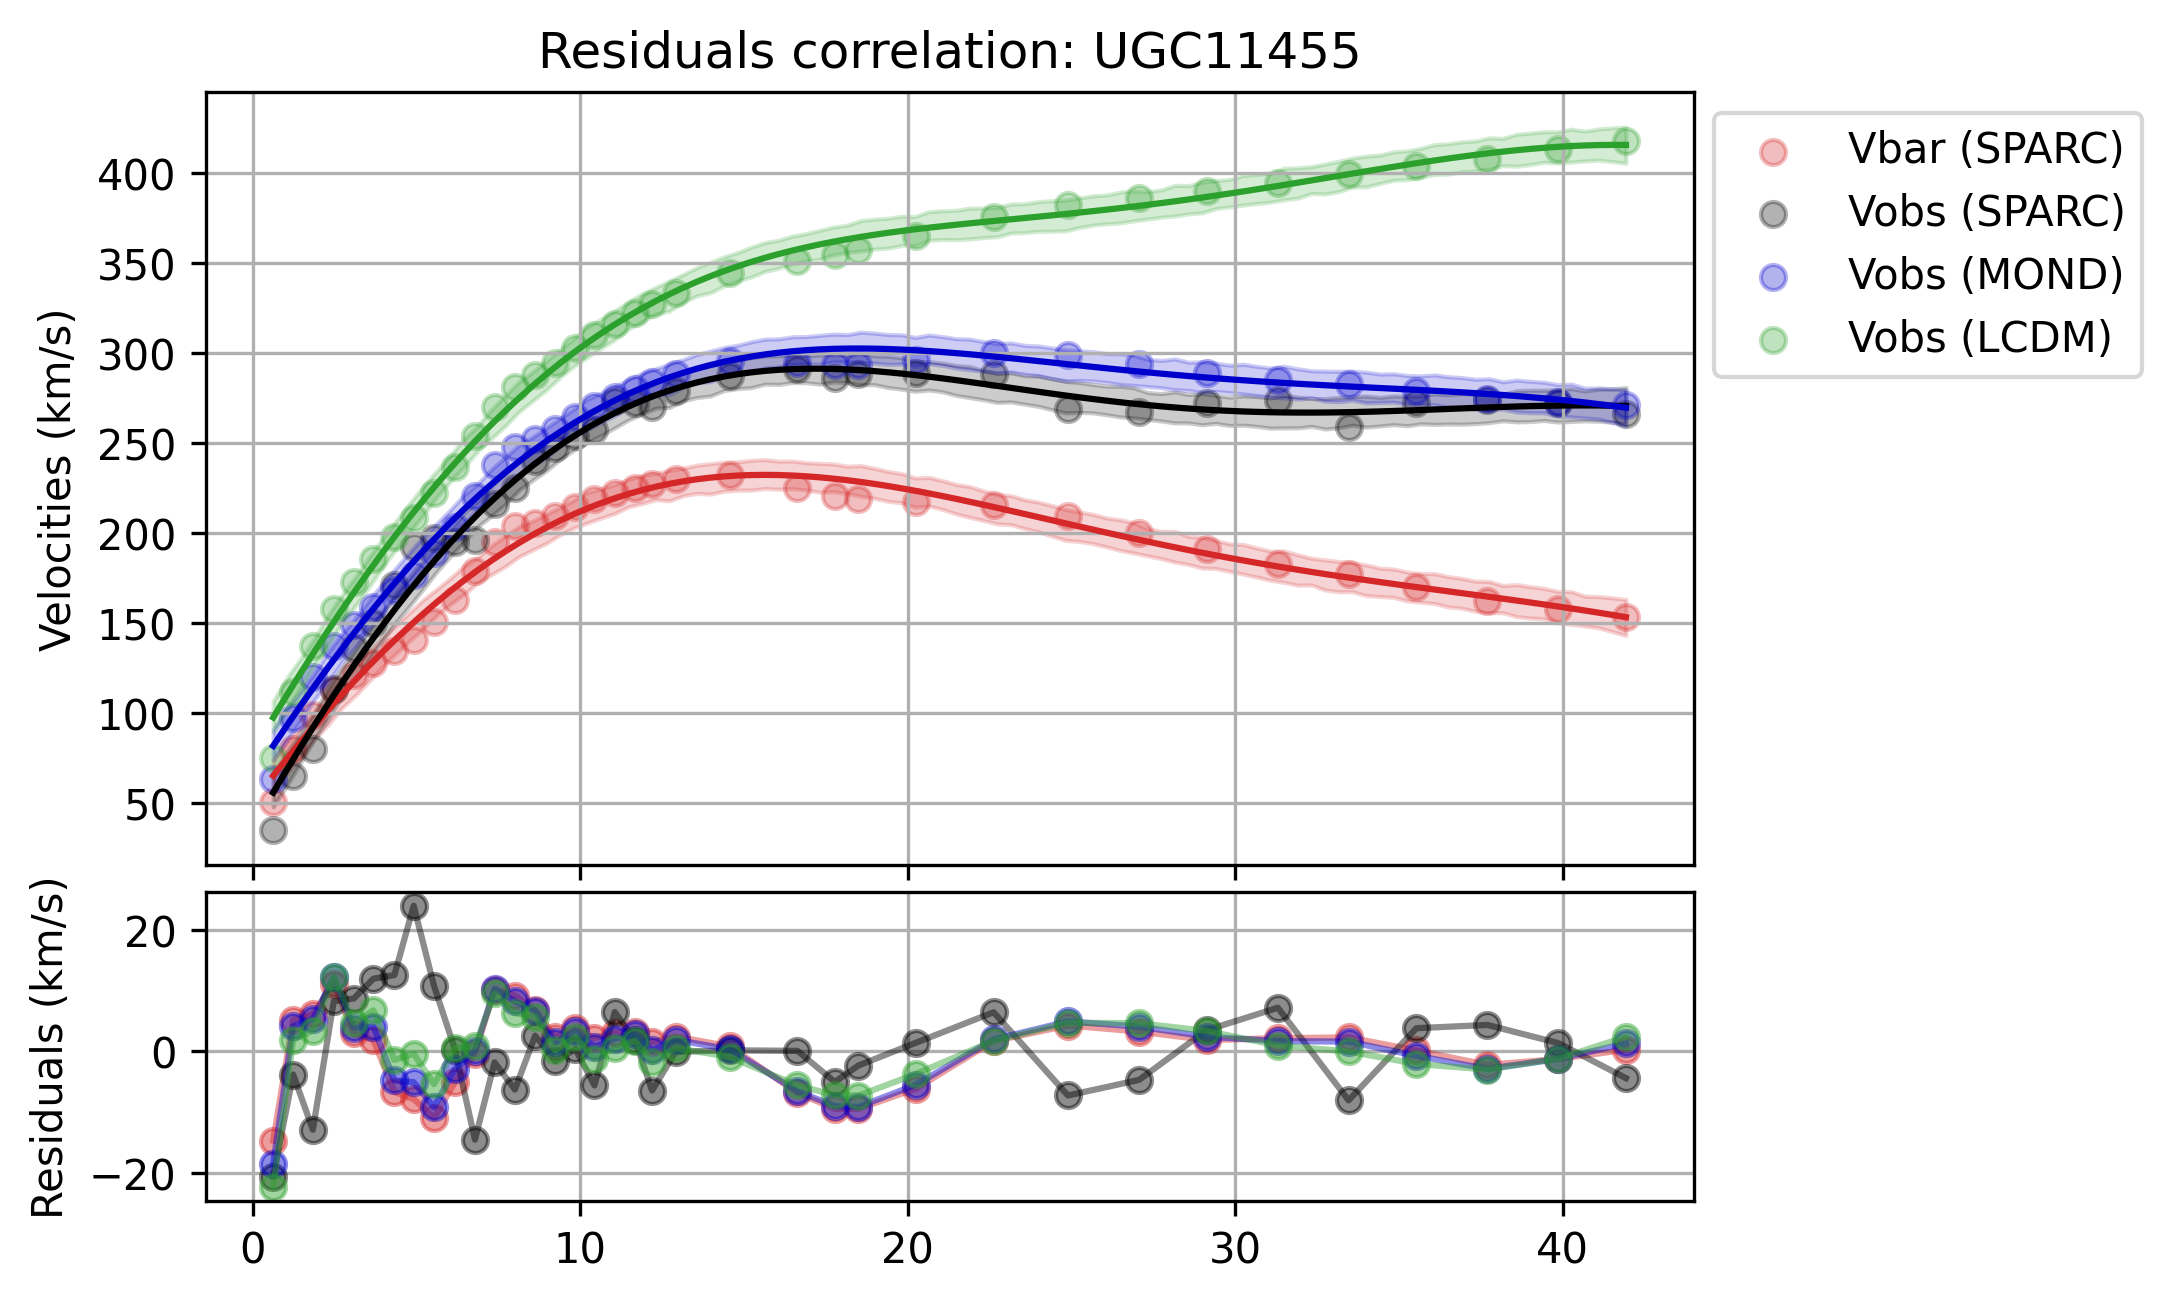 Residuals correlation: UGC11455
Velocities (km/s)
400
350
300
250
200
150
100
50
Vbar (SPARC)
Vobs (SPARC)
Vobs (MOND)
Vobs (LCDM)
Residuals (km/s)
20
0
−20
0 10 20 30 40